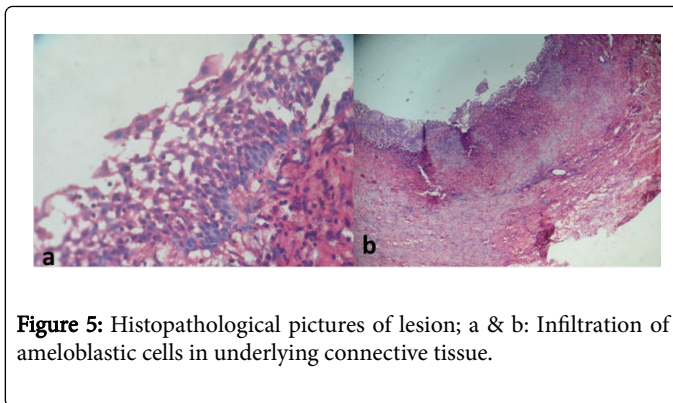 a
b
Figure 5: Histopathological pictures of lesion; a & b: Infiltration of
ameloblastic cells in underlying connective tissue.